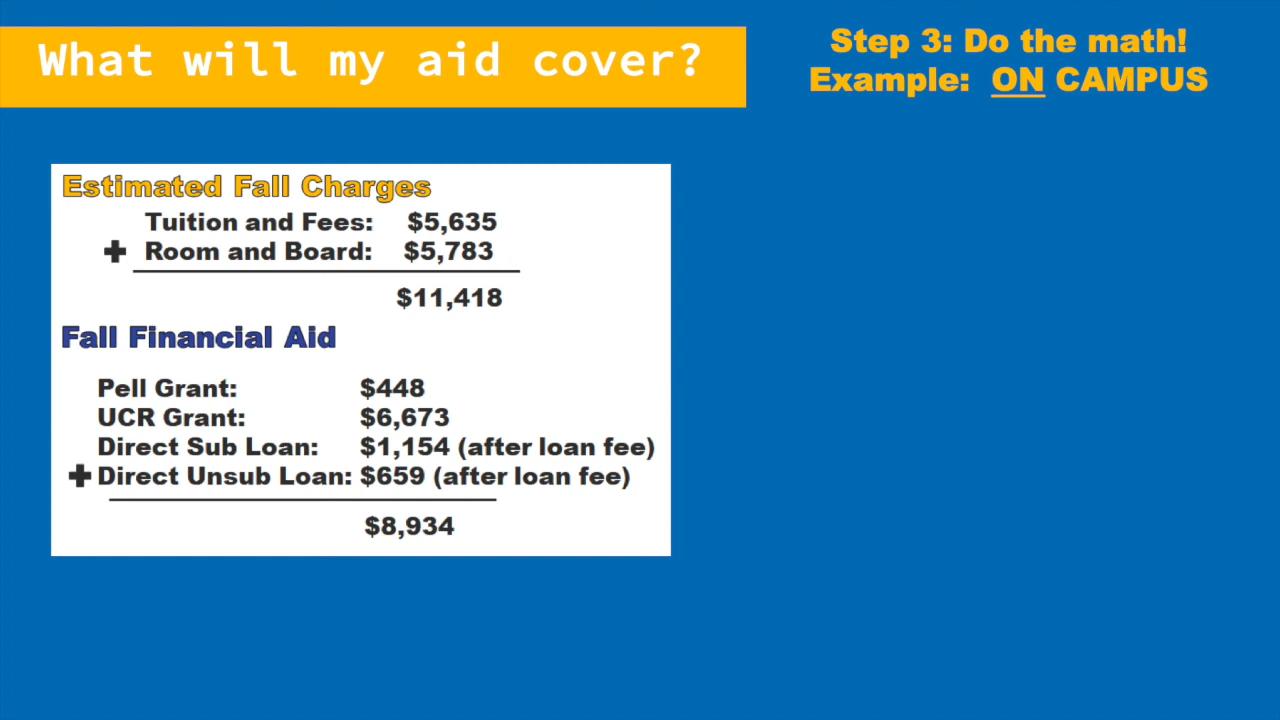 What will my aid cover?
Step 3: Do the math!
Example: ON CAMPUS
Estimated Fall Charges
Tuition and Fees: $5,635
+ Room and Board: $5,783
$11,418
Fall Financial Aid
Pell Grant: $448
UCR Grant: $6,673
Direct Sub Loan: $1,154 (after loan fee)
+ Direct Unsub Loan: $659 (after loan fee)
$8,934